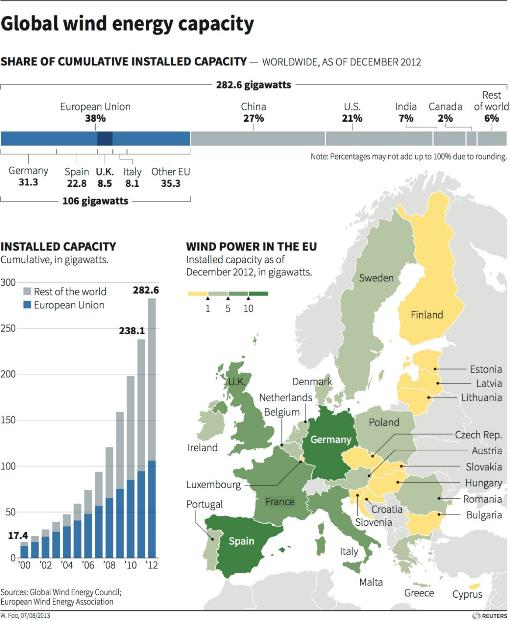 Global wind energy capacity
SHARE OF CUMULATIVE INSTALLED CAPACITY — WORLDWIDE, AS OF DECEMBER 2012
282.6 gigawatts
European Union
38%
China
27%
U.S.
21%
India
7%
Canada
2%
Rest
of world
6%
Note: Percentages may not add up to 100% due to rounding.
Germany
31.3
Spain
22.8
U.K.
8.5
Italy
8.1
Other EU
35.3
106 gigawatts
INSTALLED CAPACITY
Cumulative, in gigawatts.
300
Rest of the world
European Union
282.6
250
238.1
200
150
100
50
17.4
0
'00
'02
'04
'06
'08
'10
'12
WIND POWER IN THE EU
Installed capacity as of
December 2012, in gigawatts.
1
5
10
Sweden
Finland
Estonia
Latvia
Lithuania
U.K.
Denmark
Netherlands
Belgium
Ireland
Germany
Poland
Czech Rep.
Austria
Slovakia
Hungary
Romania
Bulgaria
Luxembourg
Portugal
France
Croatia
Slovenia
Spain
Italy
Malta
Greece
Cyprus
Sources: Global Wind Energy Council;
European Wind Energy Association
W. Foo, 07/08/2013
REUTERS